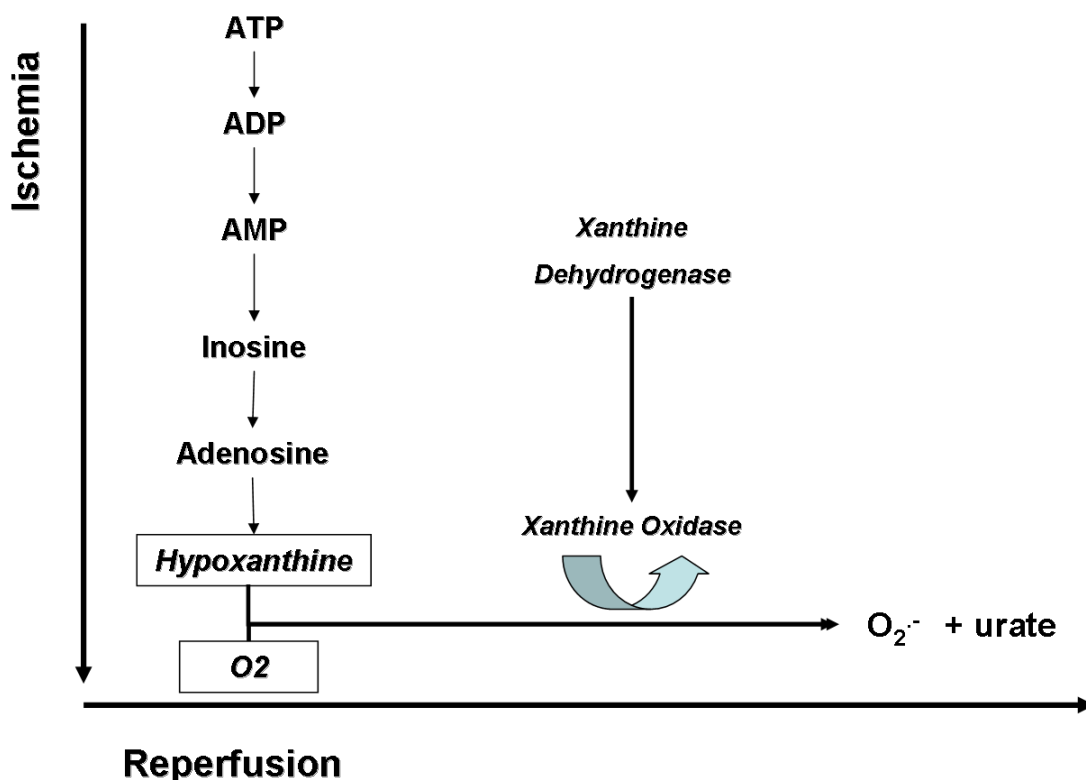 Ischemia
ATP
ADP
AMP
Inosine
Adenosine
Hypoxanthine
O2
Xanthine
Dehydrogenase
Xanthine Oxidase
O₂·⁻ + urate
Reperfusion